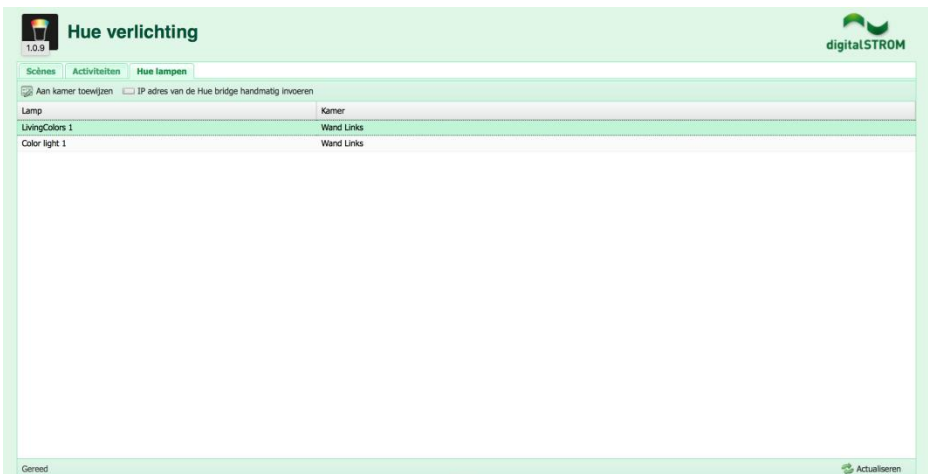 Hue verlichting
1.0.9
digitalSTROM
Scènes Activiteiten Hue lampen
Aan kamer toewijzen IP adres van de Hue bridge handmatig invoeren
Lamp Kamer
LivingColors 1 Wand Links
Color light 1 Wand Links
Gereed Actualiseren